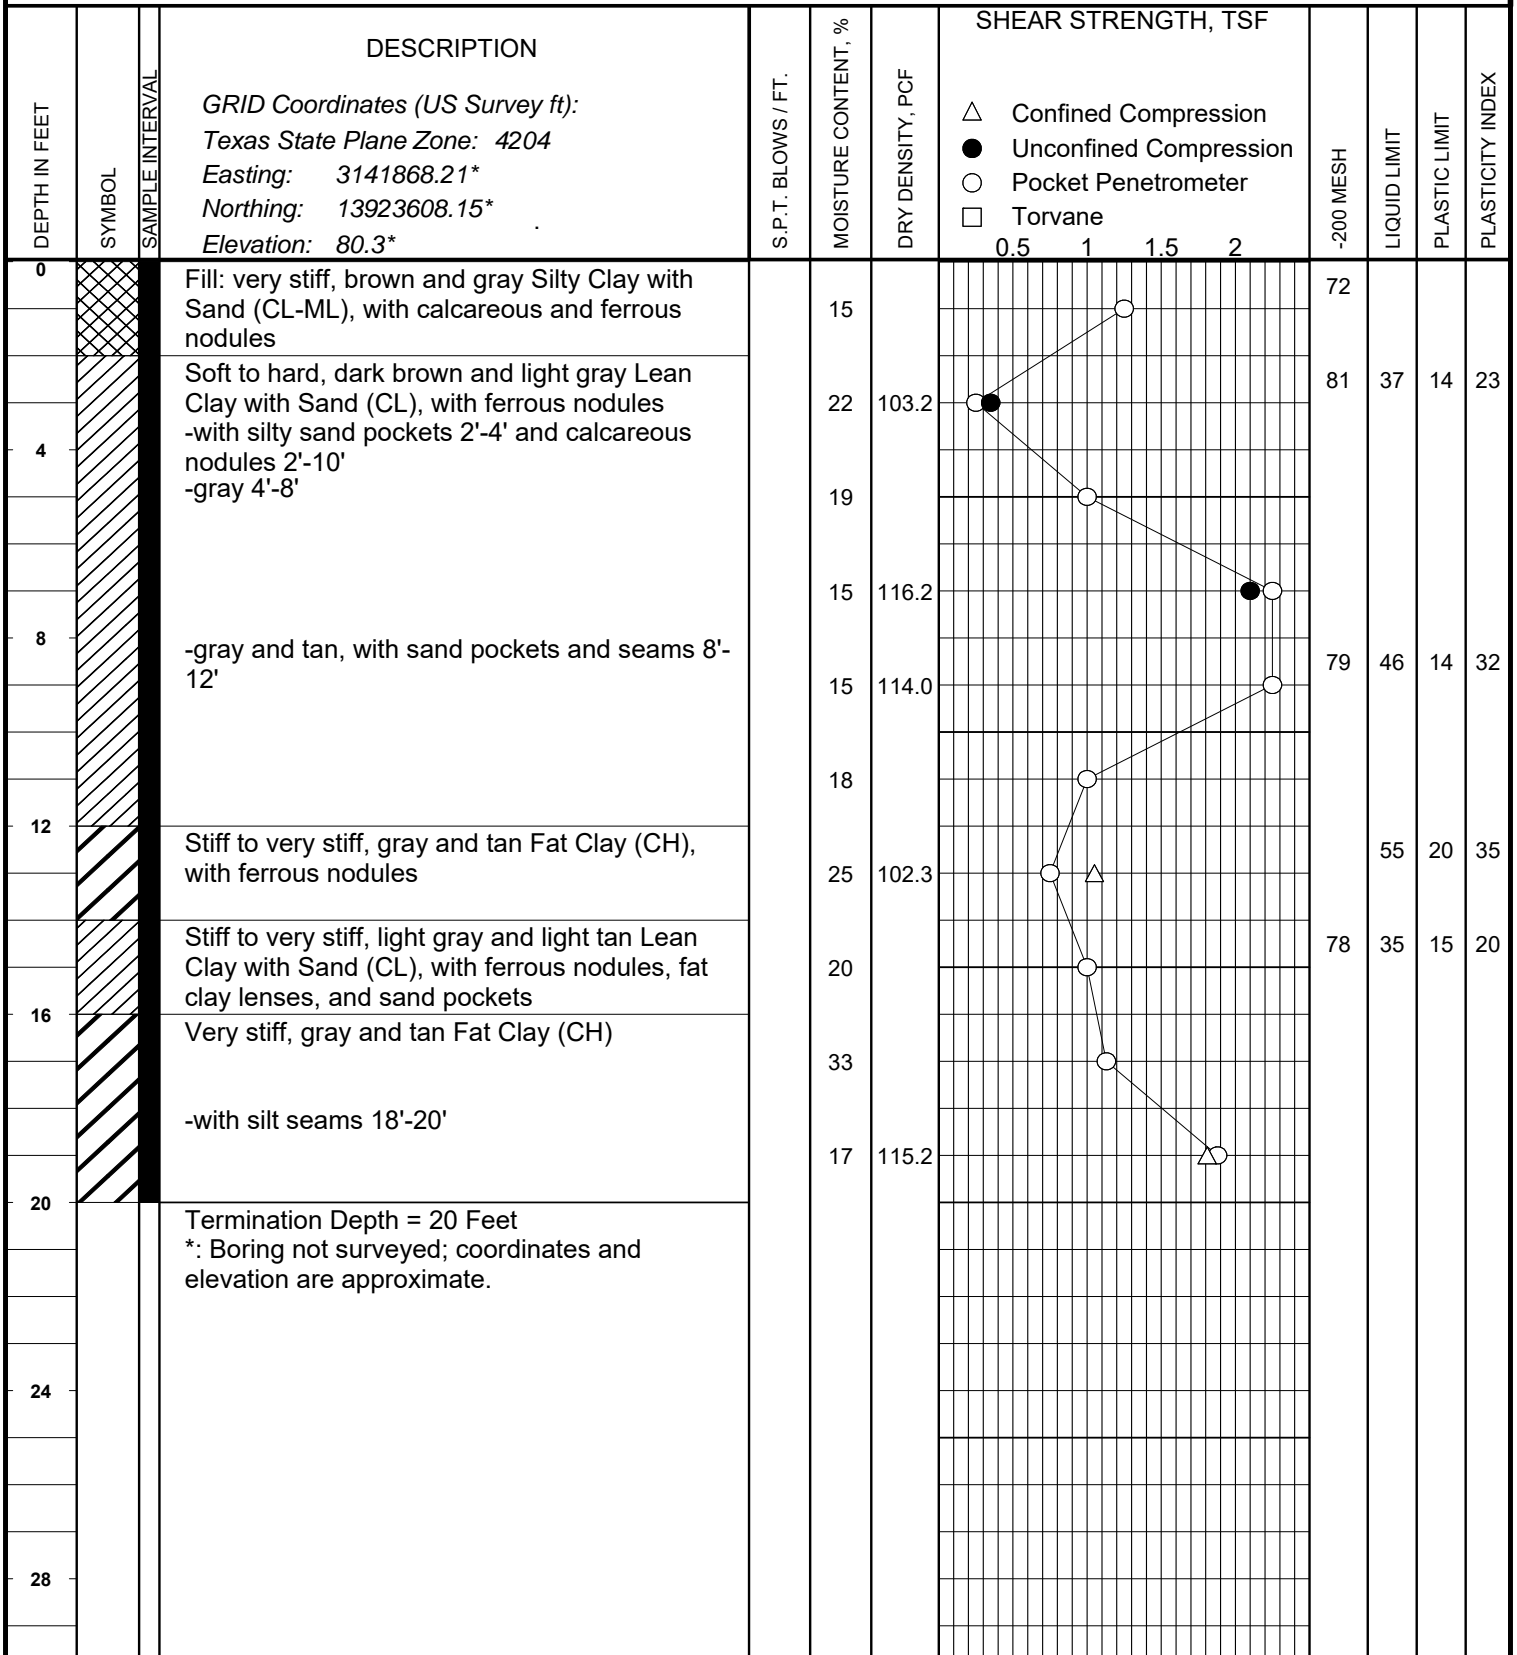 DEPTH IN FEET
SYMBOL
SAMPLE INTERVAL
DESCRIPTION
GRID Coordinates (US Survey ft):
Texas State Plane Zone: 4204
Easting: 3141868.21*
Northing: 13923608.15*
.
Elevation: 80.3*
S.P.T. BLOWS / FT.
MOISTURE CONTENT, %
DRY DENSITY, PCF
SHEAR STRENGTH, TSF
Confined Compression
Unconfined Compression
Pocket Penetrometer
Torvane
0.5 1 1.5 2
-200 MESH
LIQUID LIMIT
PLASTIC LIMIT
PLASTICITY INDEX
0
Fill: very stiff, brown and gray Silty Clay with
Sand (CL-ML), with calcareous and ferrous
nodules
72
15
Soft to hard, dark brown and light gray Lean
Clay with Sand (CL), with ferrous nodules
-with silty sand pockets 2'-4' and calcareous
nodules 2'-10'
-gray 4'-8'
81 37 14 23
22 103.2
4
19
15 116.2
8
-gray and tan, with sand pockets and seams 8'-
12'
79 46 14 32
15 114.0
18
12
Stiff to very stiff, gray and tan Fat Clay (CH),
with ferrous nodules
55 20 35
25 102.3
Stiff to very stiff, light gray and light tan Lean
Clay with Sand (CL), with ferrous nodules, fat
clay lenses, and sand pockets
78 35 15 20
20
16
Very stiff, gray and tan Fat Clay (CH)
33
-with silt seams 18'-20'
17 115.2
20
Termination Depth = 20 Feet
*: Boring not surveyed; coordinates and
elevation are approximate.
24
28